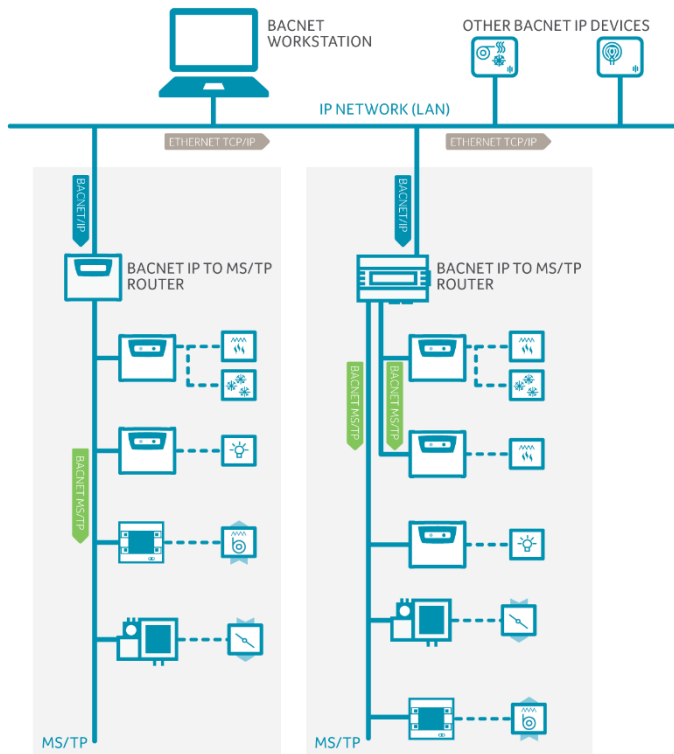 BACNET
WORKSTATION
OTHER BACNET IP DEVICES
IP NETWORK (LAN)
ETHERNET TCP/IP
ETHERNET TCP/IP
BACNET/IP
BACNET IP TO MS/TP
ROUTER
BACNET MS/TP
MS/TP
BACNET/IP
BACNET IP TO MS/TP
ROUTER
BACNET MS/TP
BACNET MS/TP
MS/TP